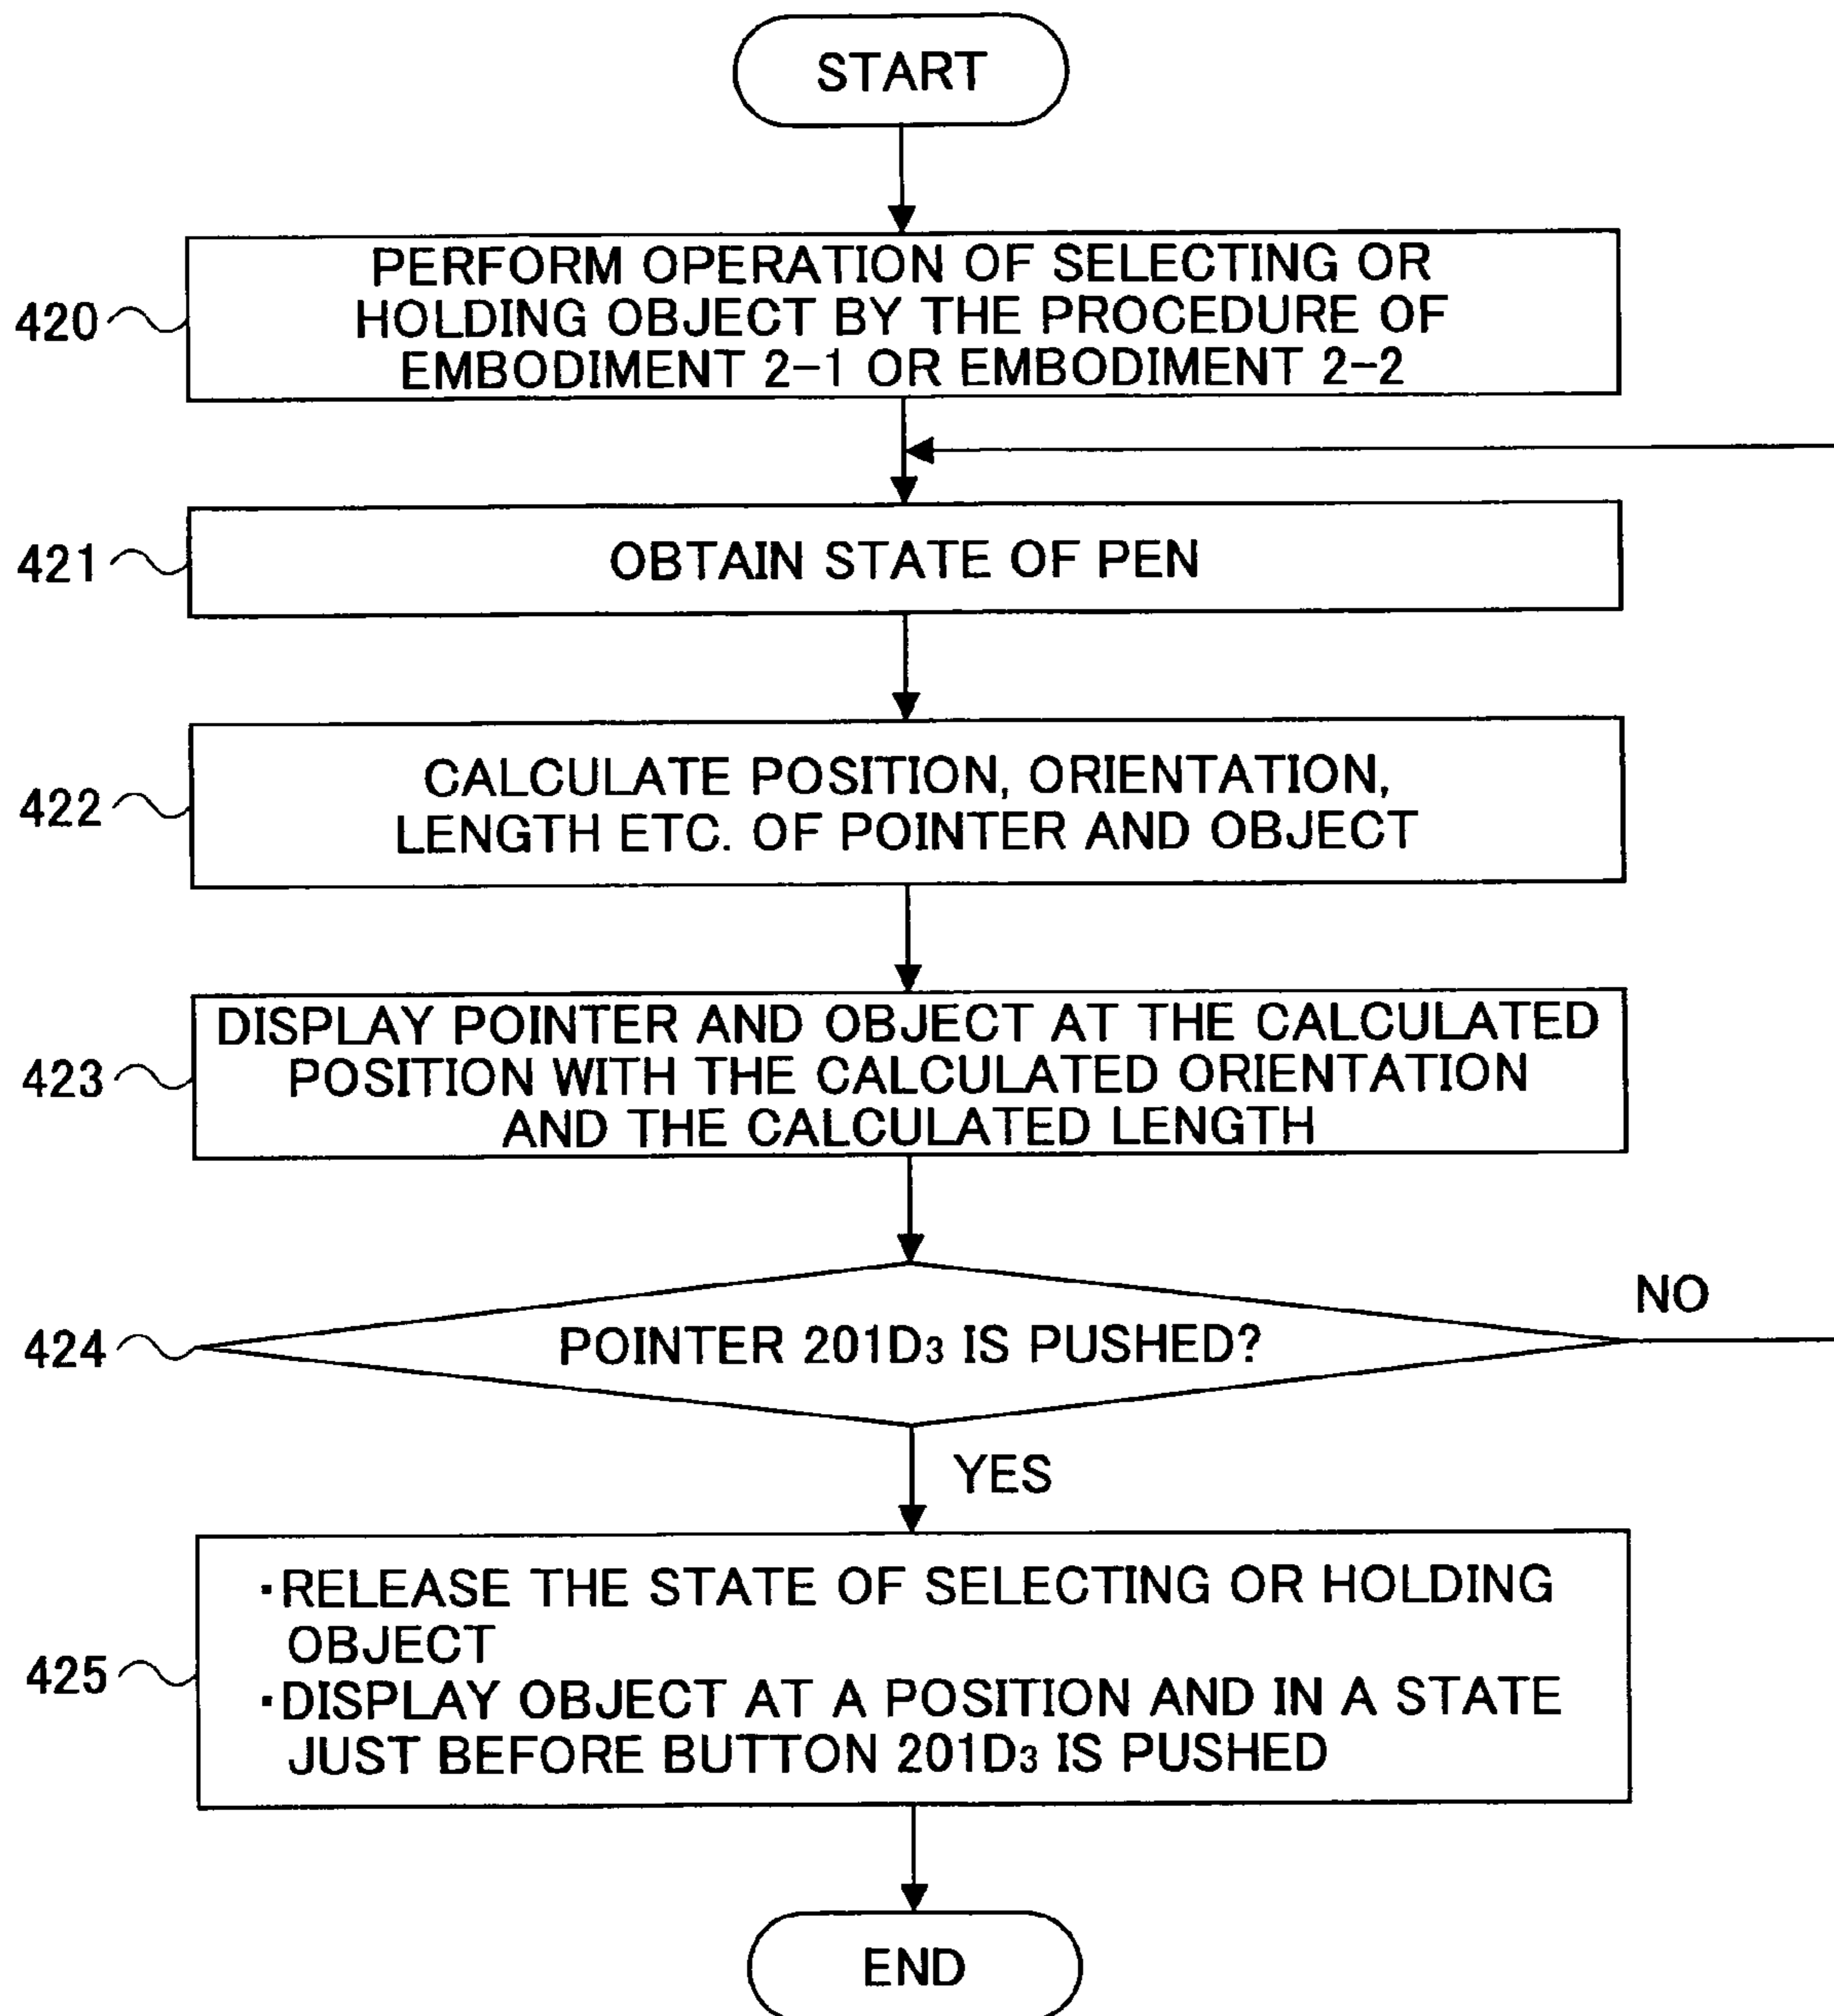 START
420
PERFORM OPERATION OF SELECTING OR
HOLDING OBJECT BY THE PROCEDURE OF
EMBODIMENT 2-1 OR EMBODIMENT 2-2
421
OBTAIN STATE OF PEN
422
CALCULATE POSITION, ORIENTATION,
LENGTH ETC. OF POINTER AND OBJECT
423
DISPLAY POINTER AND OBJECT AT THE CALCULATED
POSITION WITH THE CALCULATED ORIENTATION
AND THE CALCULATED LENGTH
424
POINTER 201D₃ IS PUSHED?
NO
YES
425
·RELEASE THE STATE OF SELECTING OR HOLDING
OBJECT
·DISPLAY OBJECT AT A POSITION AND IN A STATE
JUST BEFORE BUTTON 201D₃ IS PUSHED
END